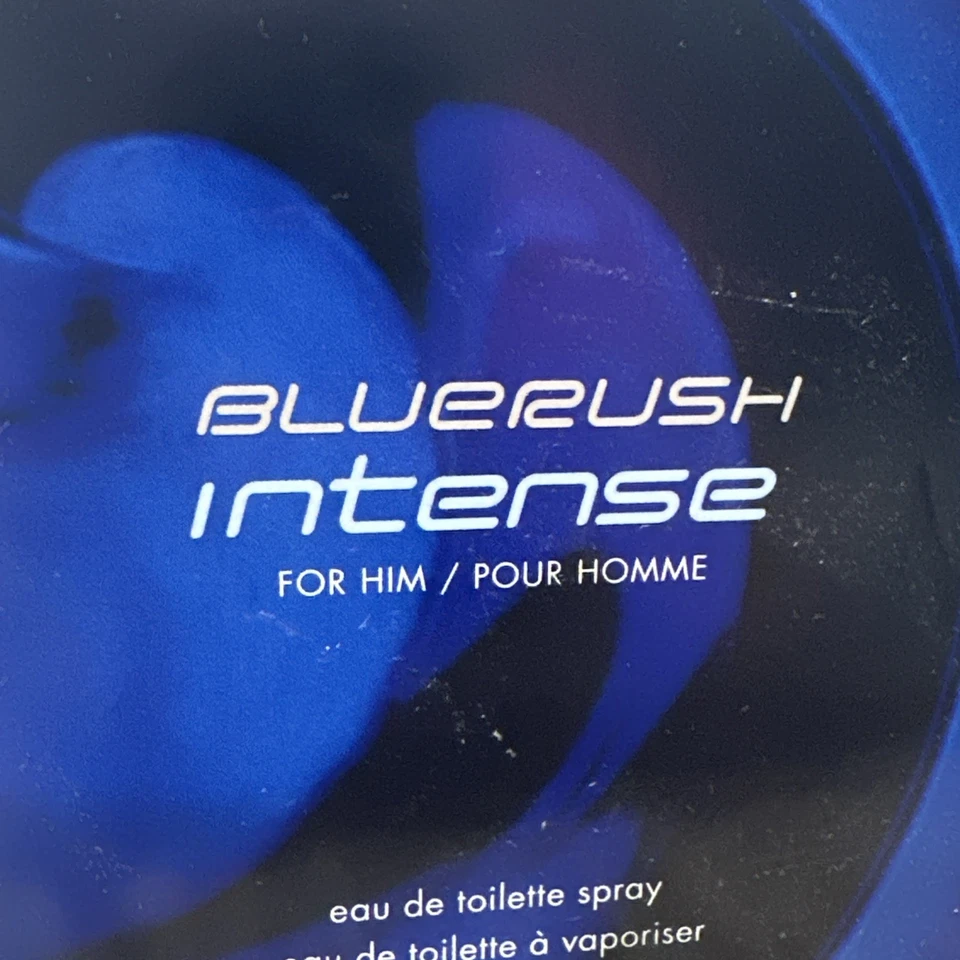 BLUERUSH
intense
FOR HIM / POUR HOMME
eau de toilette spray
eau de toilette à vaporiser